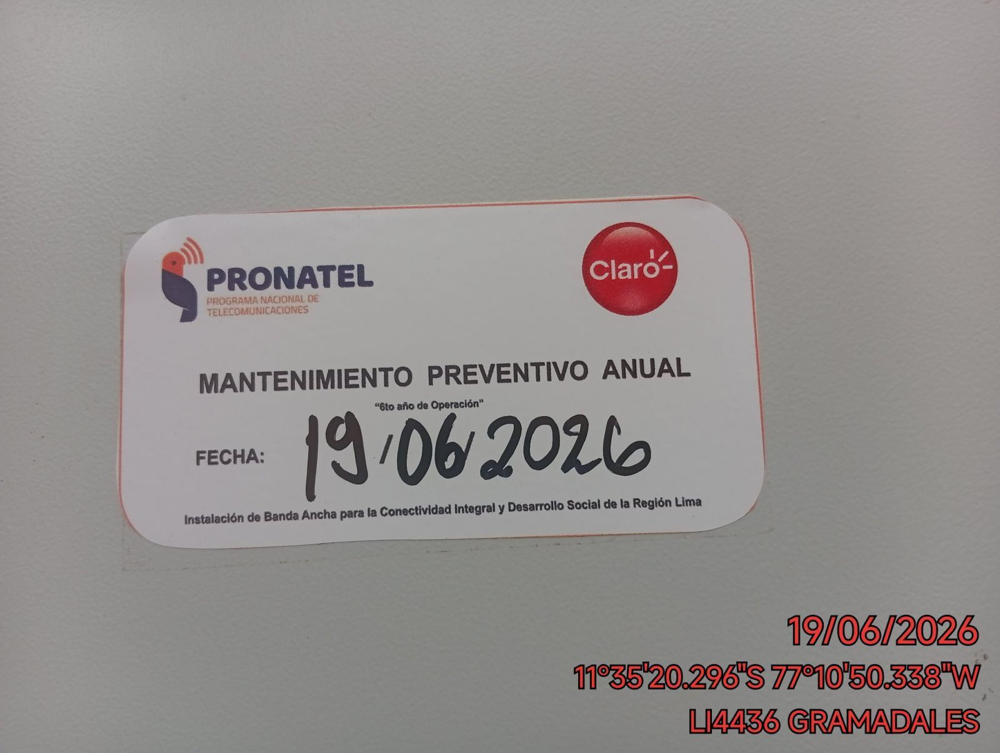 PRONATEL
PROGRAMA NACIONAL DE
TELECOMUNICACIONES
Claro
MANTENIMIENTO PREVENTIVO ANUAL
"6to año de Operación"
FECHA: 19/06/2026
Instalación de Banda Ancha para la Conectividad Integral y Desarrollo Social de la Región Lima
19/06/2026
11°35'20.296"S 77°10'50.338"W
LI4436 GRAMADALES